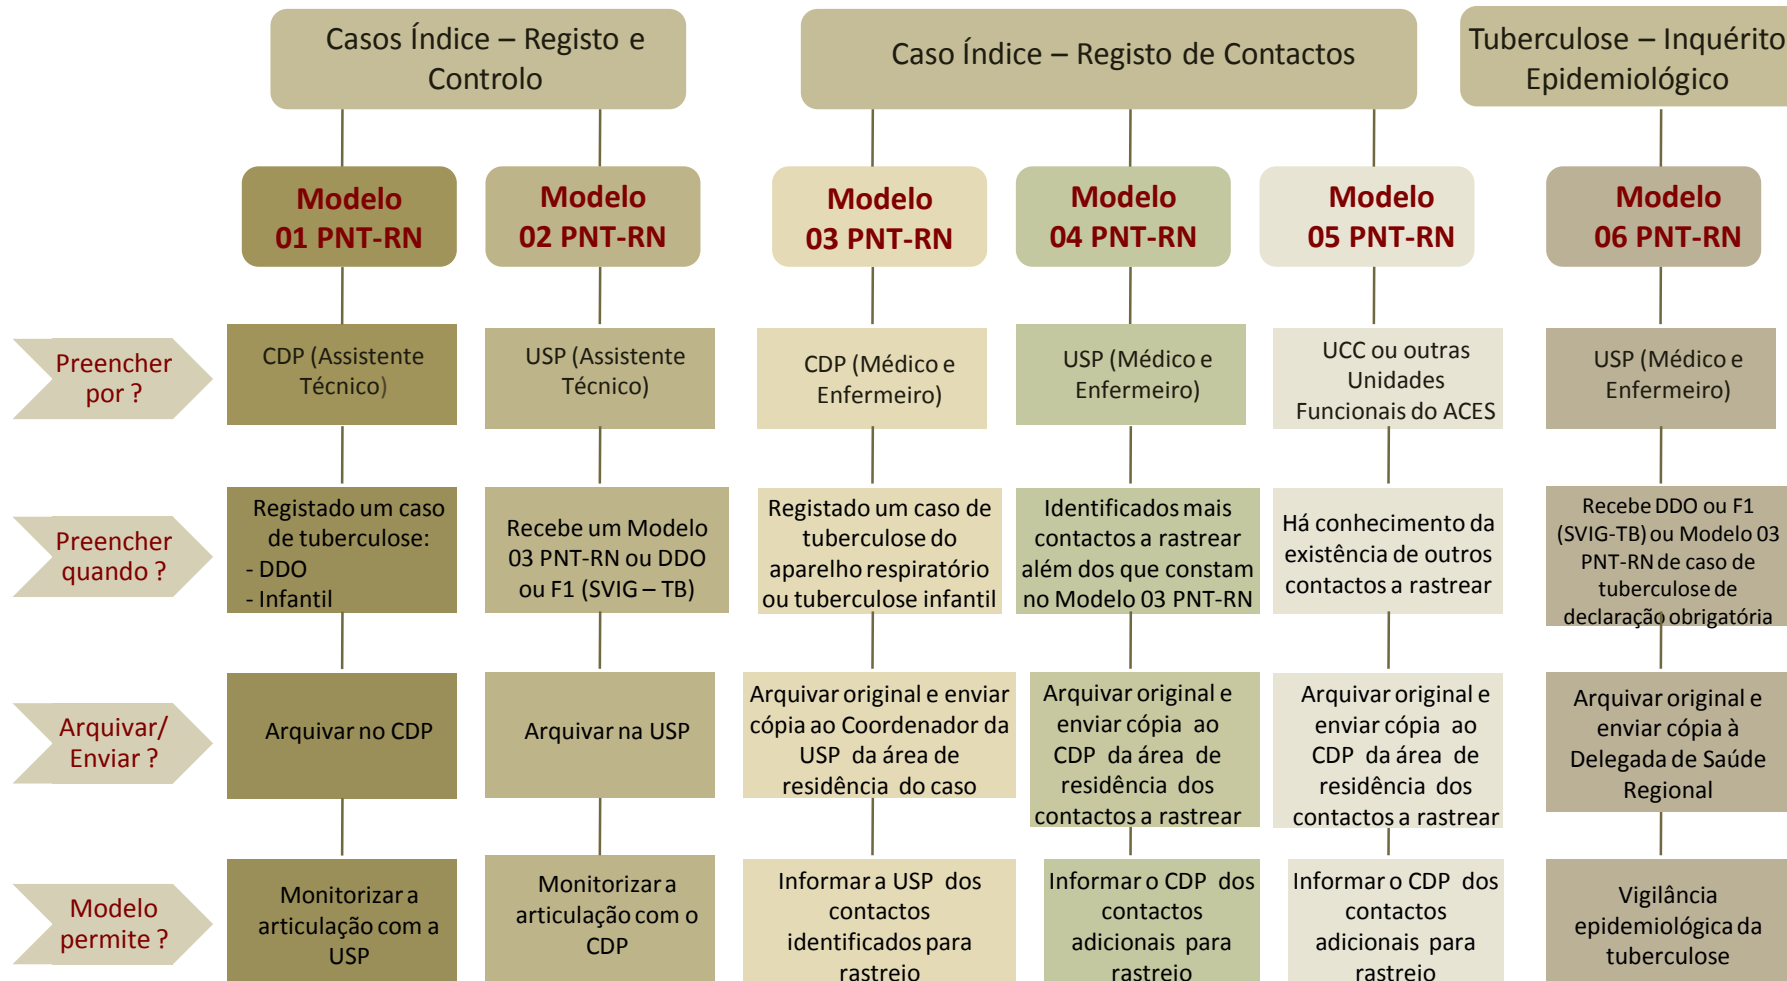 Casos Índice – Registo e
Controlo
Caso Índice – Registo de Contactos
Tuberculose – Inquérito
Epidemiológico
Modelo
01 PNT-RN
Modelo
02 PNT-RN
Modelo
03 PNT-RN
Modelo
04 PNT-RN
Modelo
05 PNT-RN
Modelo
06 PNT-RN
Preencher
por ?
CDP (Assistente
Técnico)
USP (Assistente
Técnico)
CDP (Médico e
Enfermeiro)
USP (Médico e
Enfermeiro)
UCC ou outras
Unidades
Funcionais do ACES
USP (Médico e
Enfermeiro)
Preencher
quando ?
Registado um caso
de tuberculose:
- DDO
- Infantil
Recebe um Modelo
03 PNT-RN ou DDO
ou F1 (SVIG – TB)
Registado um caso de
tuberculose do
aparelho respiratório
ou tuberculose infantil
Identificados mais
contactos a rastrear
além dos que constam
no Modelo 03 PNT-RN
Há conhecimento da
existência de outros
contactos a rastrear
Recebe DDO ou F1
(SVIG-TB) ou Modelo 03
PNT-RN de caso de
tuberculose de
declaração obrigatória
Arquivar/
Enviar ?
Arquivar no CDP
Arquivar na USP
Arquivar original e enviar
cópia ao Coordenador da
USP da área de
residência do caso
Arquivar original e
enviar cópia ao
CDP da área de
residência dos
contactos a rastrear
Arquivar original e
enviar cópia ao
CDP da área de
residência dos
contactos a rastrear
Arquivar original e
enviar cópia à
Delegada de Saúde
Regional
Modelo
permite ?
Monitorizar a
articulação com a
USP
Monitorizar a
articulação com o
CDP
Informar a USP dos
contactos
identificados para
rastreio
Informar o CDP dos
contactos
adicionais para
rastreio
Informar o CDP dos
contactos
adicionais para
rastreio
Vigilância
epidemiológica da
tuberculose